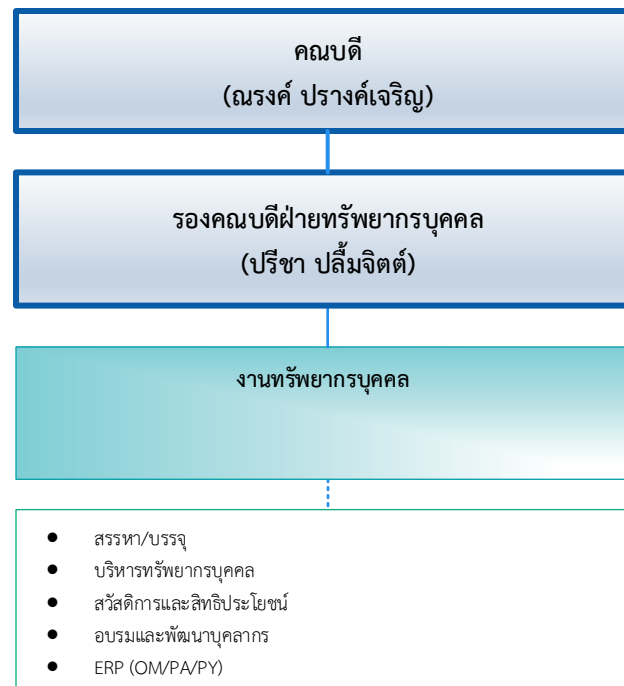 คณบดี
(ณรงค์ ปรางค์เจริญ)
รองคณบดีฝ่ายทรัพยากรบุคคล
(ปรีชา ปลื้มจิตต์)
งานทรัพยากรบุคคล
● สรรหา/บรรจุ
● บริหารทรัพยากรบุคคล
● สวัสดิการและสิทธิประโยชน์
● อบรมและพัฒนาบุคลากร
● ERP (OM/PA/PY)